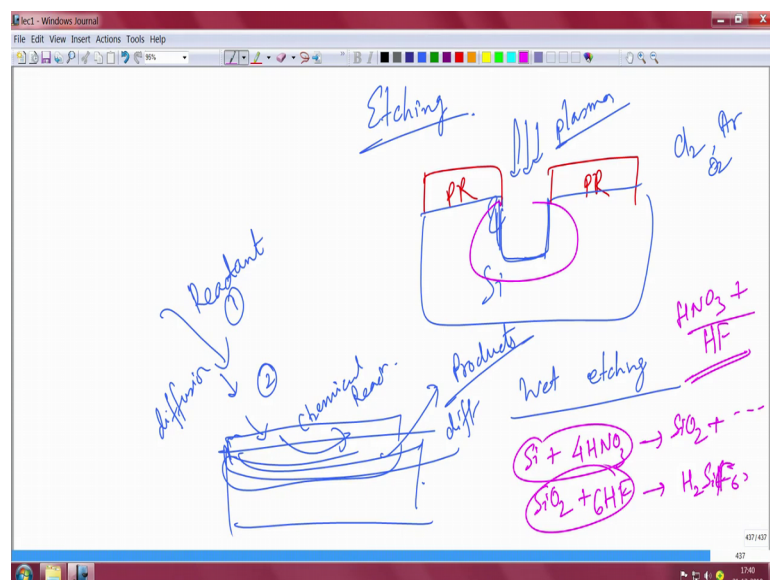 lec1 - Windows Journal
File Edit View Insert Actions Tools Help
95%
B I
Etching
plasma
Cl2, Ar
O2
PR
PR
Si
HNO3 +
HF
Reactant
1
diffusion
2
Chemical
React.
Products
diff
Wet etching
Si + 4HNO3 → SiO2 + ---
SiO2 + 6HF → H2SiF6,
437/437
437
17:40